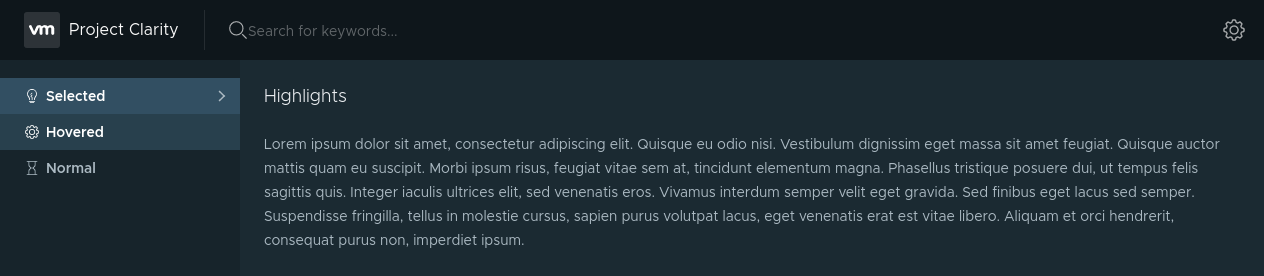 vm Project Clarity Search for keywords...
Selected
Hovered
Normal
Highlights
Lorem ipsum dolor sit amet, consectetur adipiscing elit. Quisque eu odio nisi. Vestibulum dignissim eget massa sit amet feugiat. Quisque auctor
mattis quam eu suscipit. Morbi ipsum risus, feugiat vitae sem at, tincidunt elementum magna. Phasellus tristique posuere dui, ut tempus felis
sagittis quis. Integer iaculis ultrices elit, sed venenatis eros. Vivamus interdum semper velit eget gravida. Sed finibus eget lacus sed semper.
Suspendisse fringilla, tellus in molestie cursus, sapien purus volutpat lacus, eget venenatis erat est vitae libero. Aliquam et orci hendrerit,
consequat purus non, imperdiet ipsum.